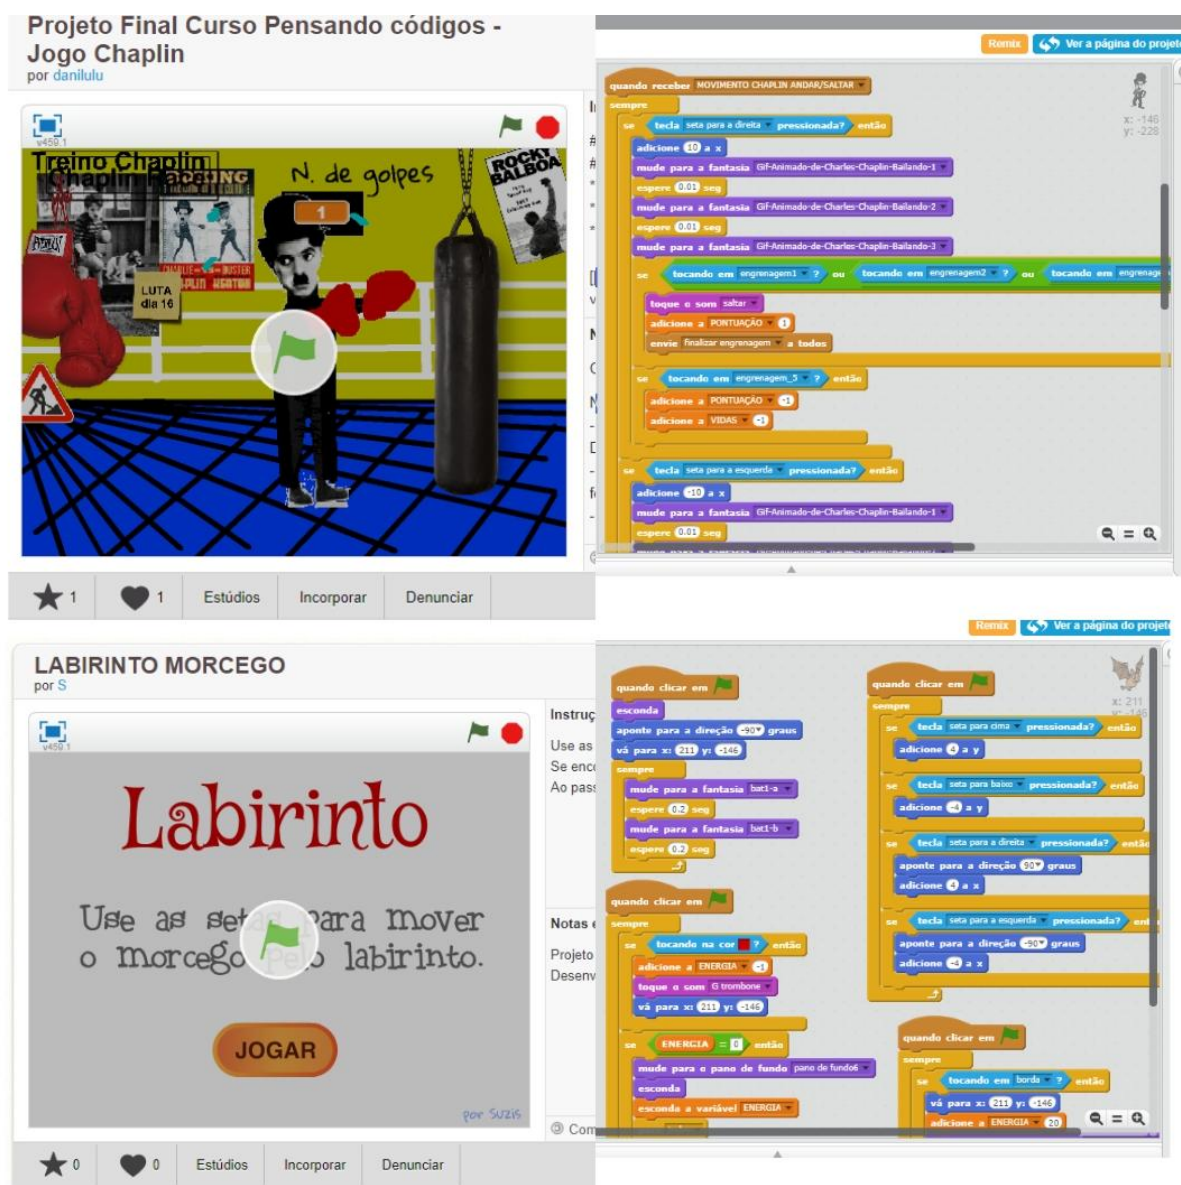 Projeto Final Curso Pensando códigos -
Jogo Chaplin
por danilulu
v459.1
Treino Chaplin
N. de golpes
1
ROCKY
BALBOA
LUTA
dia 16
1 1 Estúdios Incorporar Denunciar
Remix Ver a página do projeto
quando receber MOVIMENTO CHAPLIN ANDAR/SALTAR
sempre
se tecla seta para a direita pressionada? então
adicione 10 a x
mude para a fantasia Gif-Animado-de-Charles-Chaplin-Bailando-1
espere 0.01 seg
mude para a fantasia Gif-Animado-de-Charles-Chaplin-Bailando-2
espere 0.01 seg
mude para a fantasia Gif-Animado-de-Charles-Chaplin-Bailando-3
se tocando em engrenagem1 ? ou tocando em engrenagem2 ? ou tocando em engrenage
toque o som saltar
adicione a PONTUAÇÃO 1
envie finalizar engrenagem a todos
se tocando em engrenagem_5 ? então
adicione a PONTUAÇÃO -1
adicione a VIDAS -1
se tecla seta para a esquerda pressionada? então
adicione -10 a x
mude para a fantasia Gif-Animado-de-Charles-Chaplin-Bailando-1
espere 0.01 seg
x: -146
y: -228
LABIRINTO MORCEGO
por S
v459.1
Labirinto
Use as setas para mover
o morcego pelo labirinto.
JOGAR
por Suzis
Instruç
Use as
Se enco
Ao pass
Notas e
Projeto
Desenv
Com
0 0 Estúdios Incorporar Denunciar
Remix Ver a página do projeto
quando clicar em
esconda
aponte para a direção -90 graus
vá para x: 211 y: -146
sempre
mude para a fantasia bat1-a
espere 0.2 seg
mude para a fantasia bat1-b
espere 0.2 seg
quando clicar em
sempre
se tocando na cor ? então
adicione a ENERGIA -1
toque o som G trombone
vá para x: 211 y: -146
se ENERGIA = 0 então
mude para o pano de fundo pano de fundo6
esconda
esconda a variável ENERGIA
quando clicar em
sempre
se tecla seta para cima pressionada? então
adicione 4 a y
se tecla seta para baixo pressionada? então
adicione -4 a y
se tecla seta para a direita pressionada? então
aponte para a direção 90 graus
adicione 4 a x
se tecla seta para a esquerda pressionada? ent
aponte para a direção -90 graus
adicione -4 a x
quando clicar em
sempre
se tocando em borda ? então
vá para x: 211 y: -146
adicione a ENERGIA 20
x: 211
y: -146